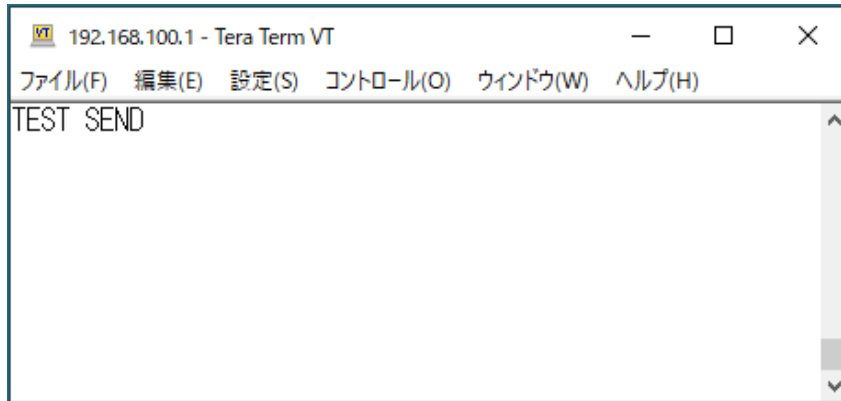 192.168.100.1 - Tera Term VT
ファイル(F) 編集(E) 設定(S) コントロール(O) ウィンドウ(W) ヘルプ(H)
TEST SEND